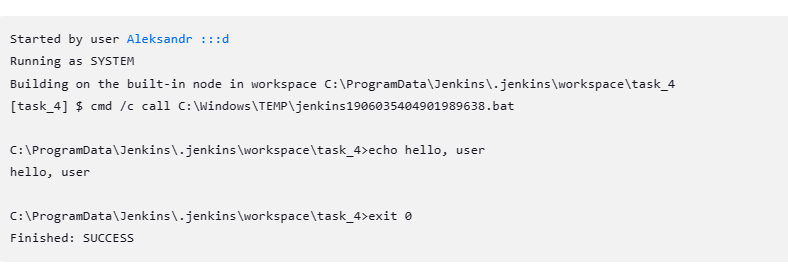 Started by user Aleksandr :::d
Running as SYSTEM
Building on the built-in node in workspace C:\ProgramData\Jenkins\.jenkins\workspace\task_4
[task_4] $ cmd /c call C:\Windows\TEMP\jenkins1906035404901989638.bat
C:\ProgramData\Jenkins\.jenkins\workspace\task_4>echo hello, user
hello, user
C:\ProgramData\Jenkins\.jenkins\workspace\task_4>exit 0
Finished: SUCCESS